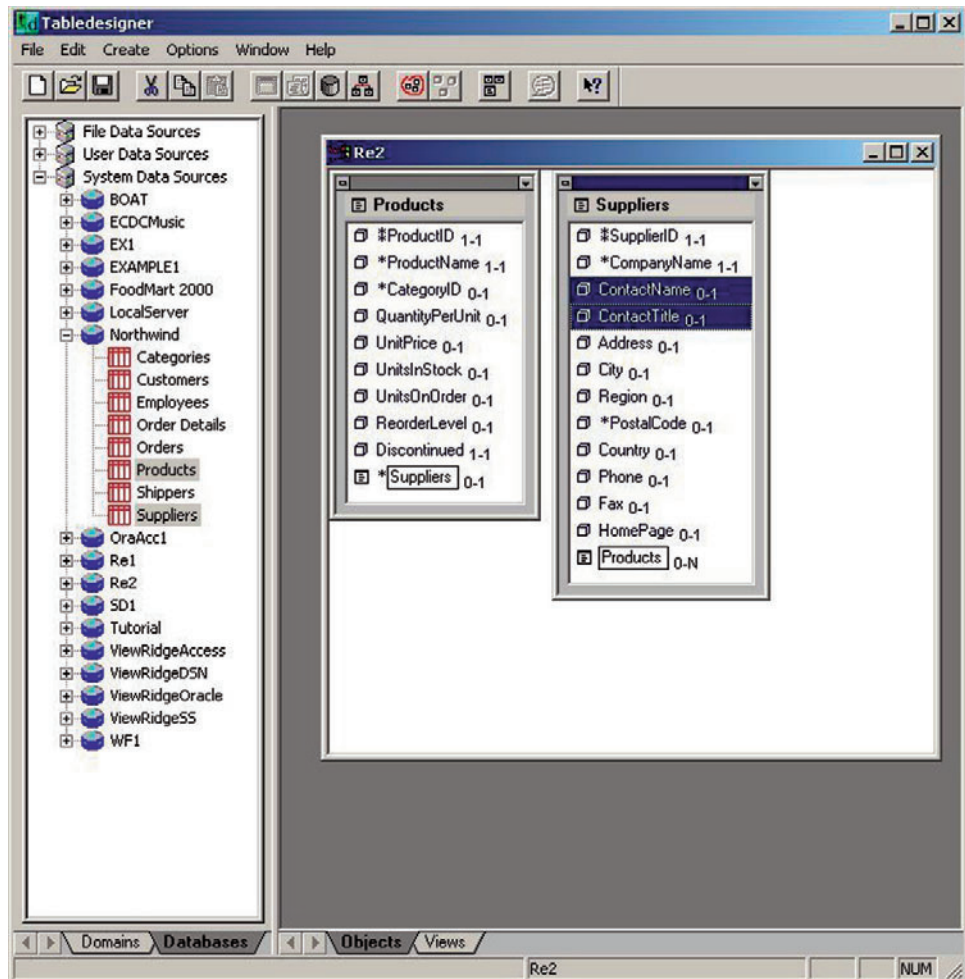 Tabledesigner
File Edit Create Options Window Help
File Data Sources
User Data Sources
System Data Sources
BOAT
ECDCMusic
EX1
EXAMPLE1
FoodMart 2000
LocalServer
Northwind
Categories
Customers
Employees
Order Details
Orders
Products
Shippers
Suppliers
OraAcc1
Re1
Re2
SD1
Tutorial
ViewRidgeAccess
ViewRidgeDSN
ViewRidgeOracle
ViewRidgeSS
WF1
Domains Databases
Re2
Products
‡ProductID 1-1
*ProductName 1-1
*CategoryID 0-1
QuantityPerUnit 0-1
UnitPrice 0-1
UnitsInStock 0-1
UnitsOnOrder 0-1
ReorderLevel 0-1
Discontinued 1-1
*Suppliers 0-1
Suppliers
‡SupplierID 1-1
*CompanyName 1-1
ContactName 0-1
ContactTitle 0-1
Address 0-1
City 0-1
Region 0-1
*PostalCode 0-1
Country 0-1
Phone 0-1
Fax 0-1
HomePage 0-1
Products 0-N
Objects Views
Re2
NUM